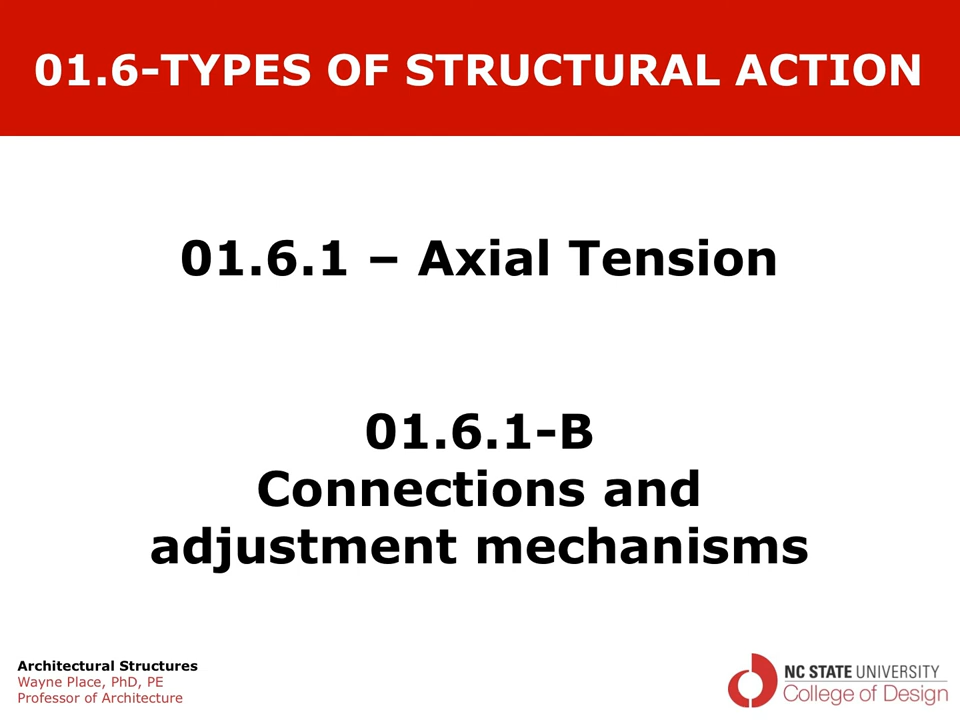 01.6-TYPES OF STRUCTURAL ACTION
01.6.1 – Axial Tension
01.6.1-B
Connections and
adjustment mechanisms
Architectural Structures
Wayne Place, PhD, PE
Professor of Architecture
NC STATE UNIVERSITY
College of Design